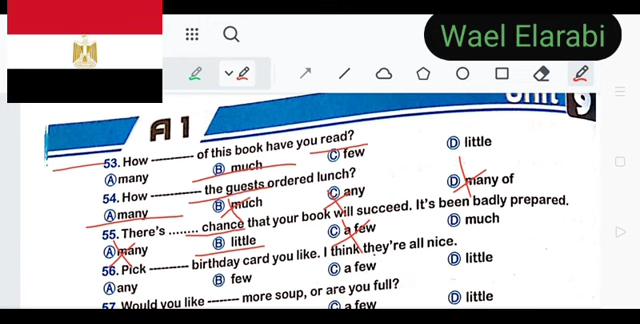 Wael Elarabi
Unit 9
A 1
53. How ---------- of this book have you read?
Ⓐ many Ⓑ much Ⓒ few Ⓓ little
54. How ------------ the guests ordered lunch?
Ⓐ many Ⓑ much Ⓒ any Ⓓ many of
55. There's ........ chance that your book will succeed. It's been badly prepared.
Ⓐ many Ⓑ little Ⓒ a few Ⓓ much
56. Pick ---------- birthday card you like. I think they're all nice.
Ⓐ any Ⓑ few Ⓒ a few Ⓓ little
57. Would you like -------- more soup, or are you full?
Ⓒ a few Ⓓ little